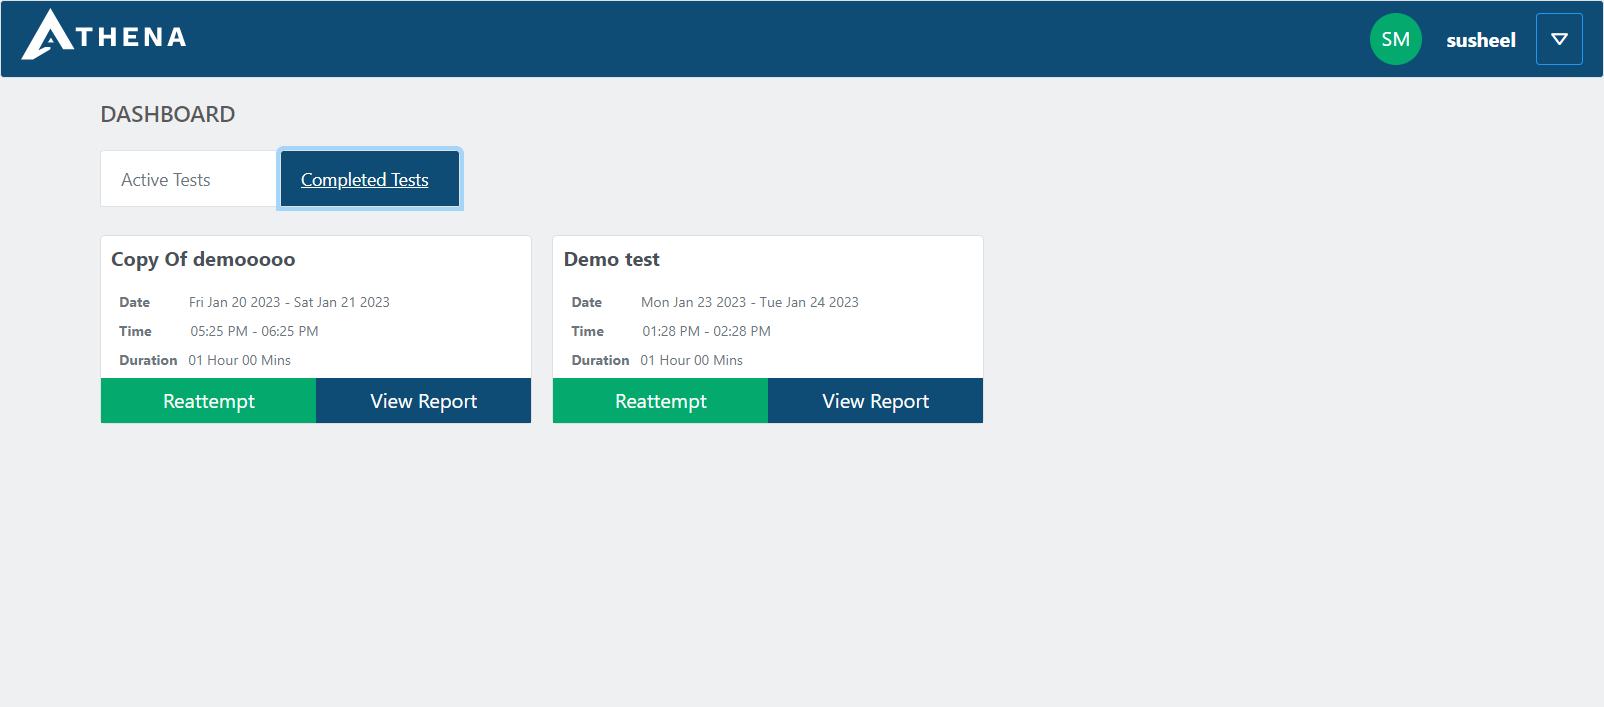 ATHENA
SM susheel
DASHBOARD
Active Tests Completed Tests
Copy Of demooooo
Date Fri Jan 20 2023 - Sat Jan 21 2023
Time 05:25 PM - 06:25 PM
Duration 01 Hour 00 Mins
Reattempt View Report
Demo test
Date Mon Jan 23 2023 - Tue Jan 24 2023
Time 01:28 PM - 02:28 PM
Duration 01 Hour 00 Mins
Reattempt View Report